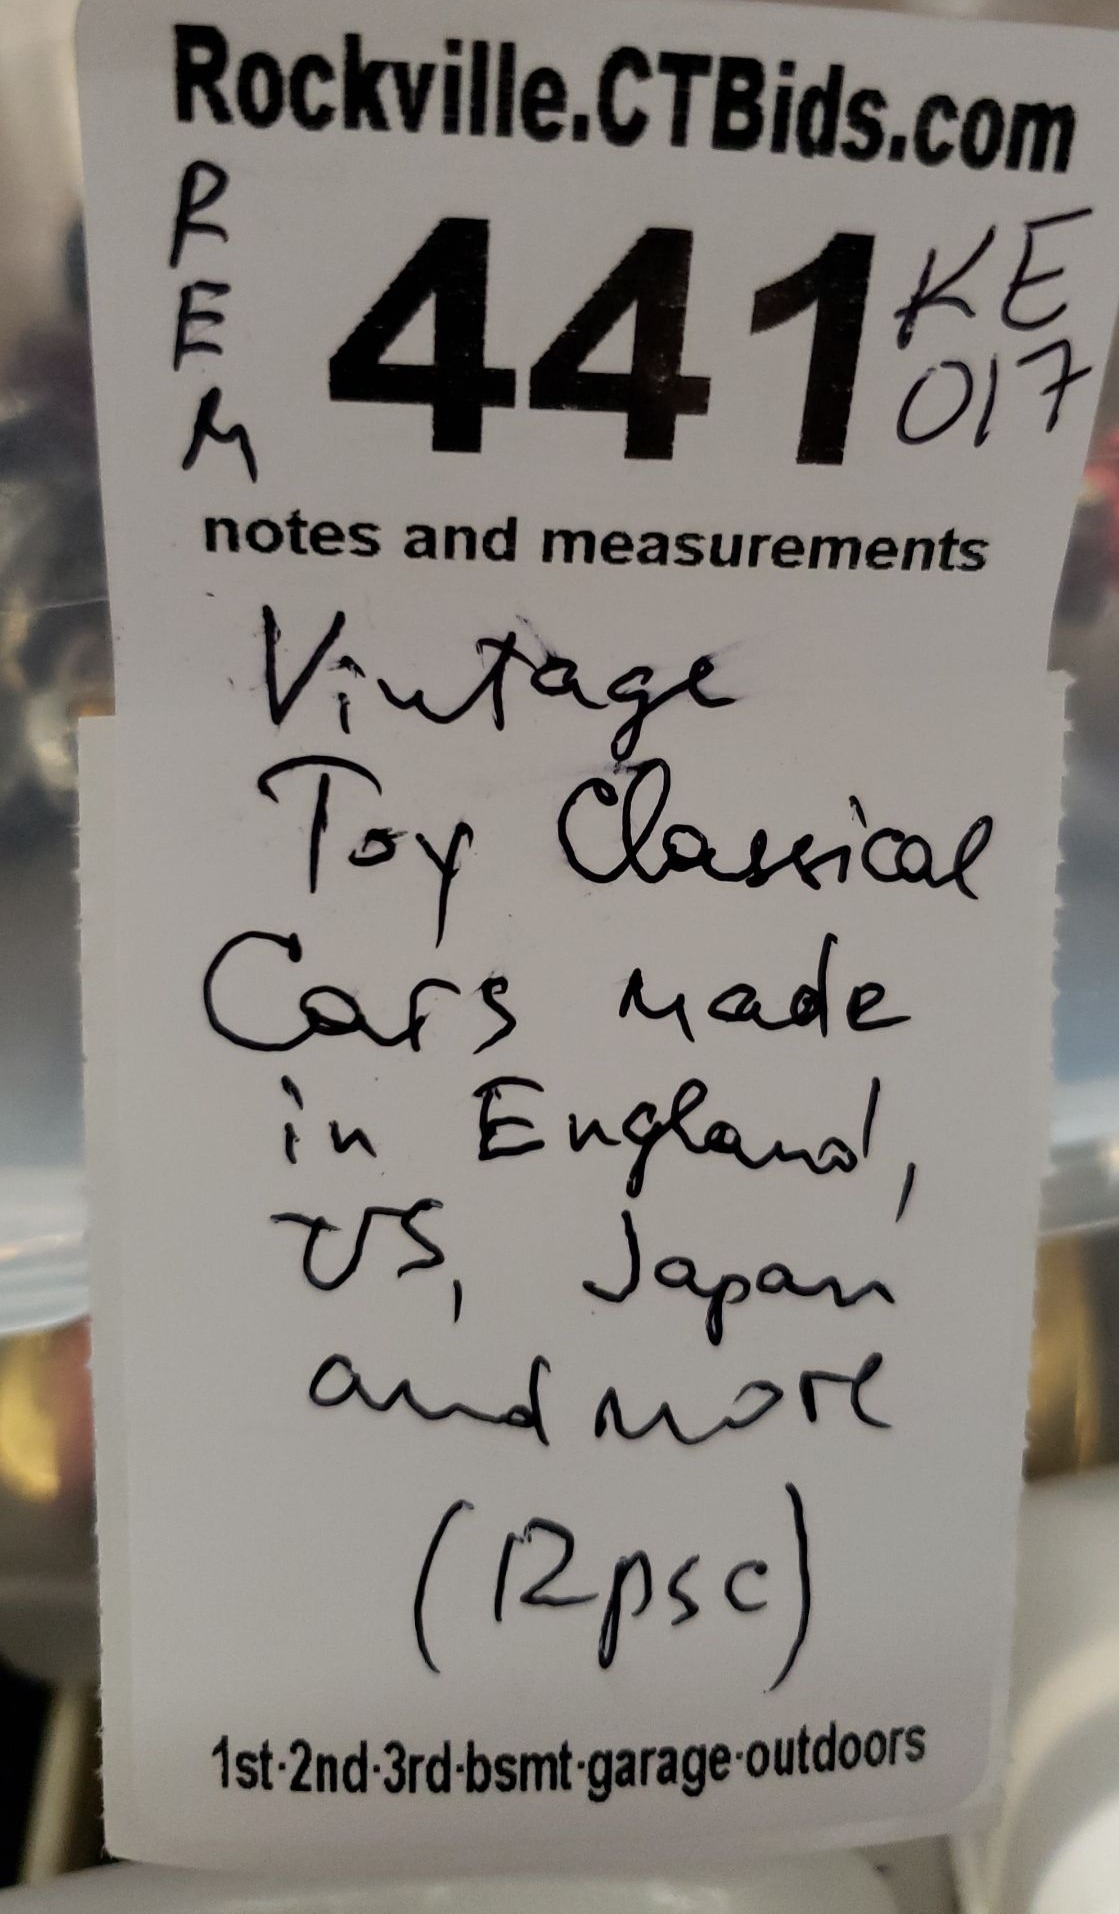 Rockville.CTBids.com
REM
441
KE
017
notes and measurements
Vintage
Toy Classical
Cars made
in England,
US, Japan
and more
(12psc)
1st·2nd·3rd·bsmt·garage·outdoors